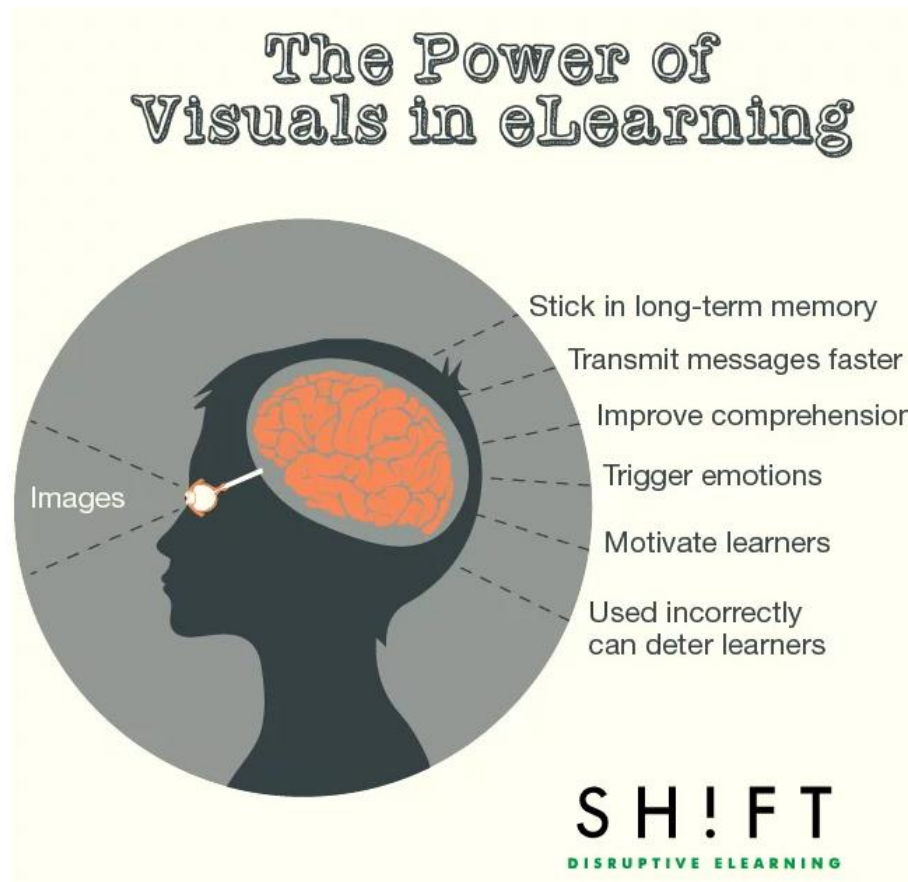 The Power of
Visuals in eLearning
Stick in long-term memory
Transmit messages faster
Improve comprehension
Trigger emotions
Images
Motivate learners
Used incorrectly
can deter learners
SH!FT
DISRUPTIVE ELEARNING